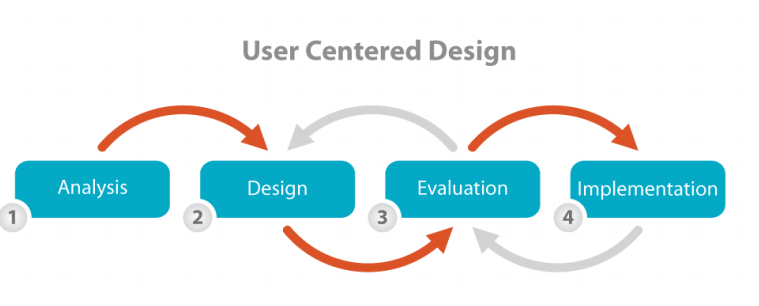 User Centered Design
Analysis
Design
Evaluation
Implementation
1
2
3
4